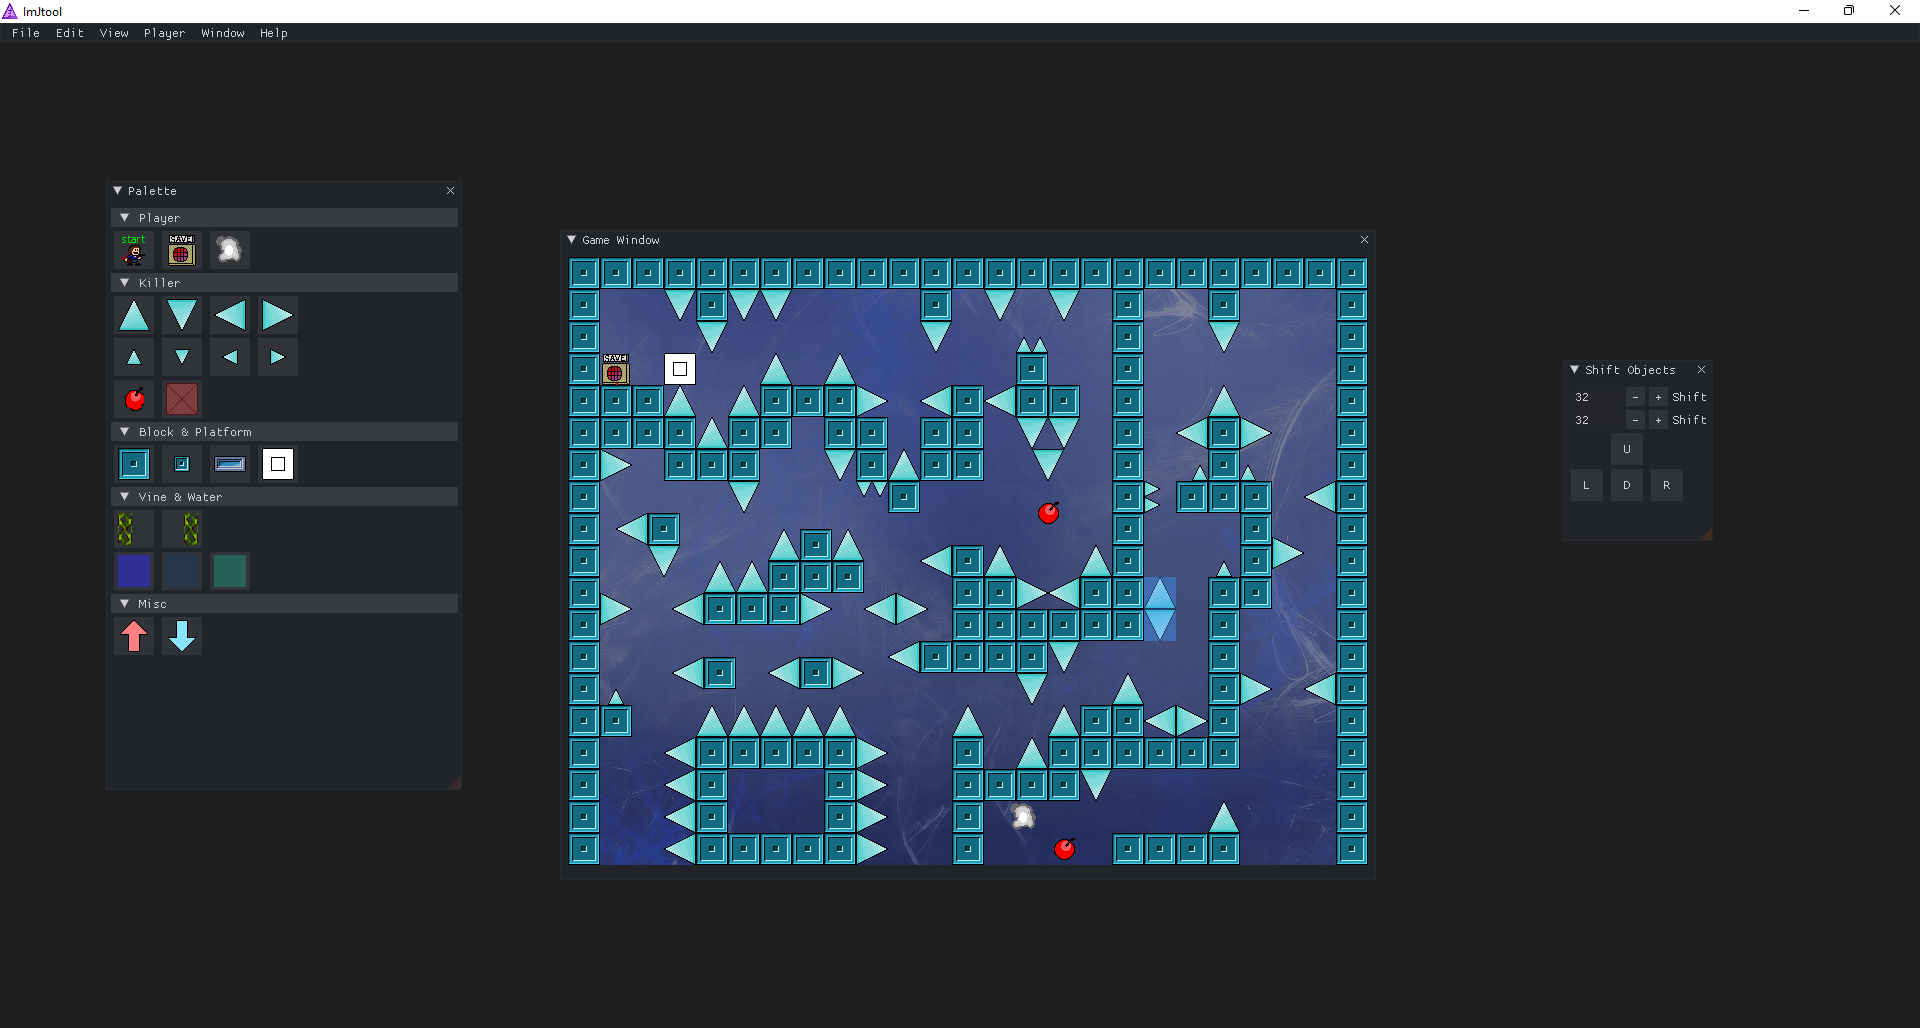 ImJtool
File Edit View Player Window Help
Palette
Player
start SAVE!
Killer
Block & Platform
Vine & Water
Misc
Game Window
SAVE!
Shift Objects
32 - + Shift
32 - + Shift
U
L D R